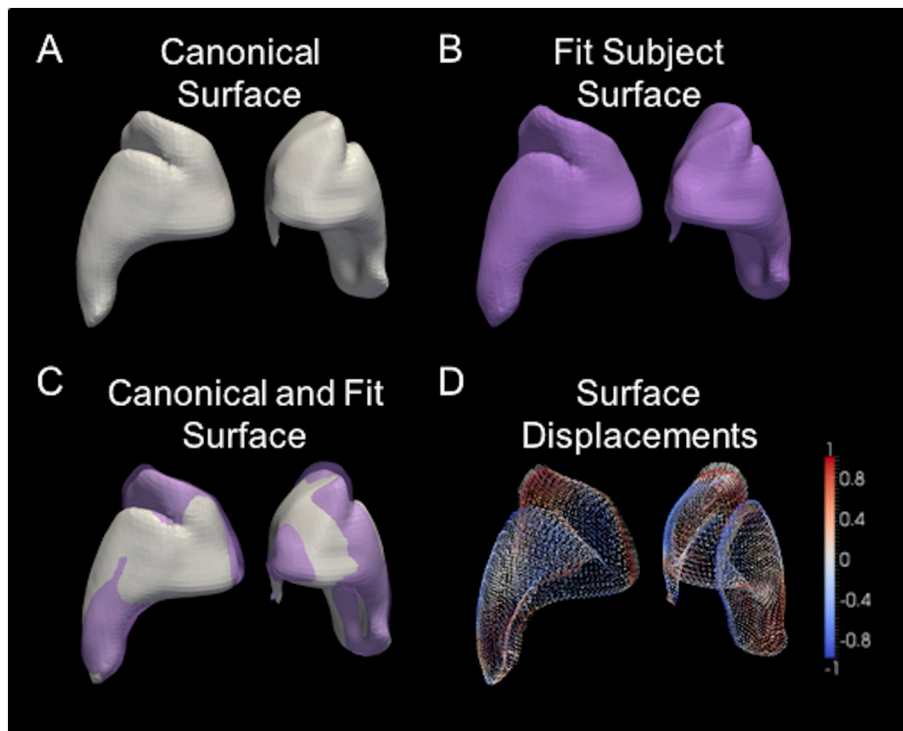 A
Canonical
Surface
B
Fit Subject
Surface
C
Canonical and Fit
Surface
D
Surface
Displacements
1
0.8
0.4
0
-0.4
-0.8
-1